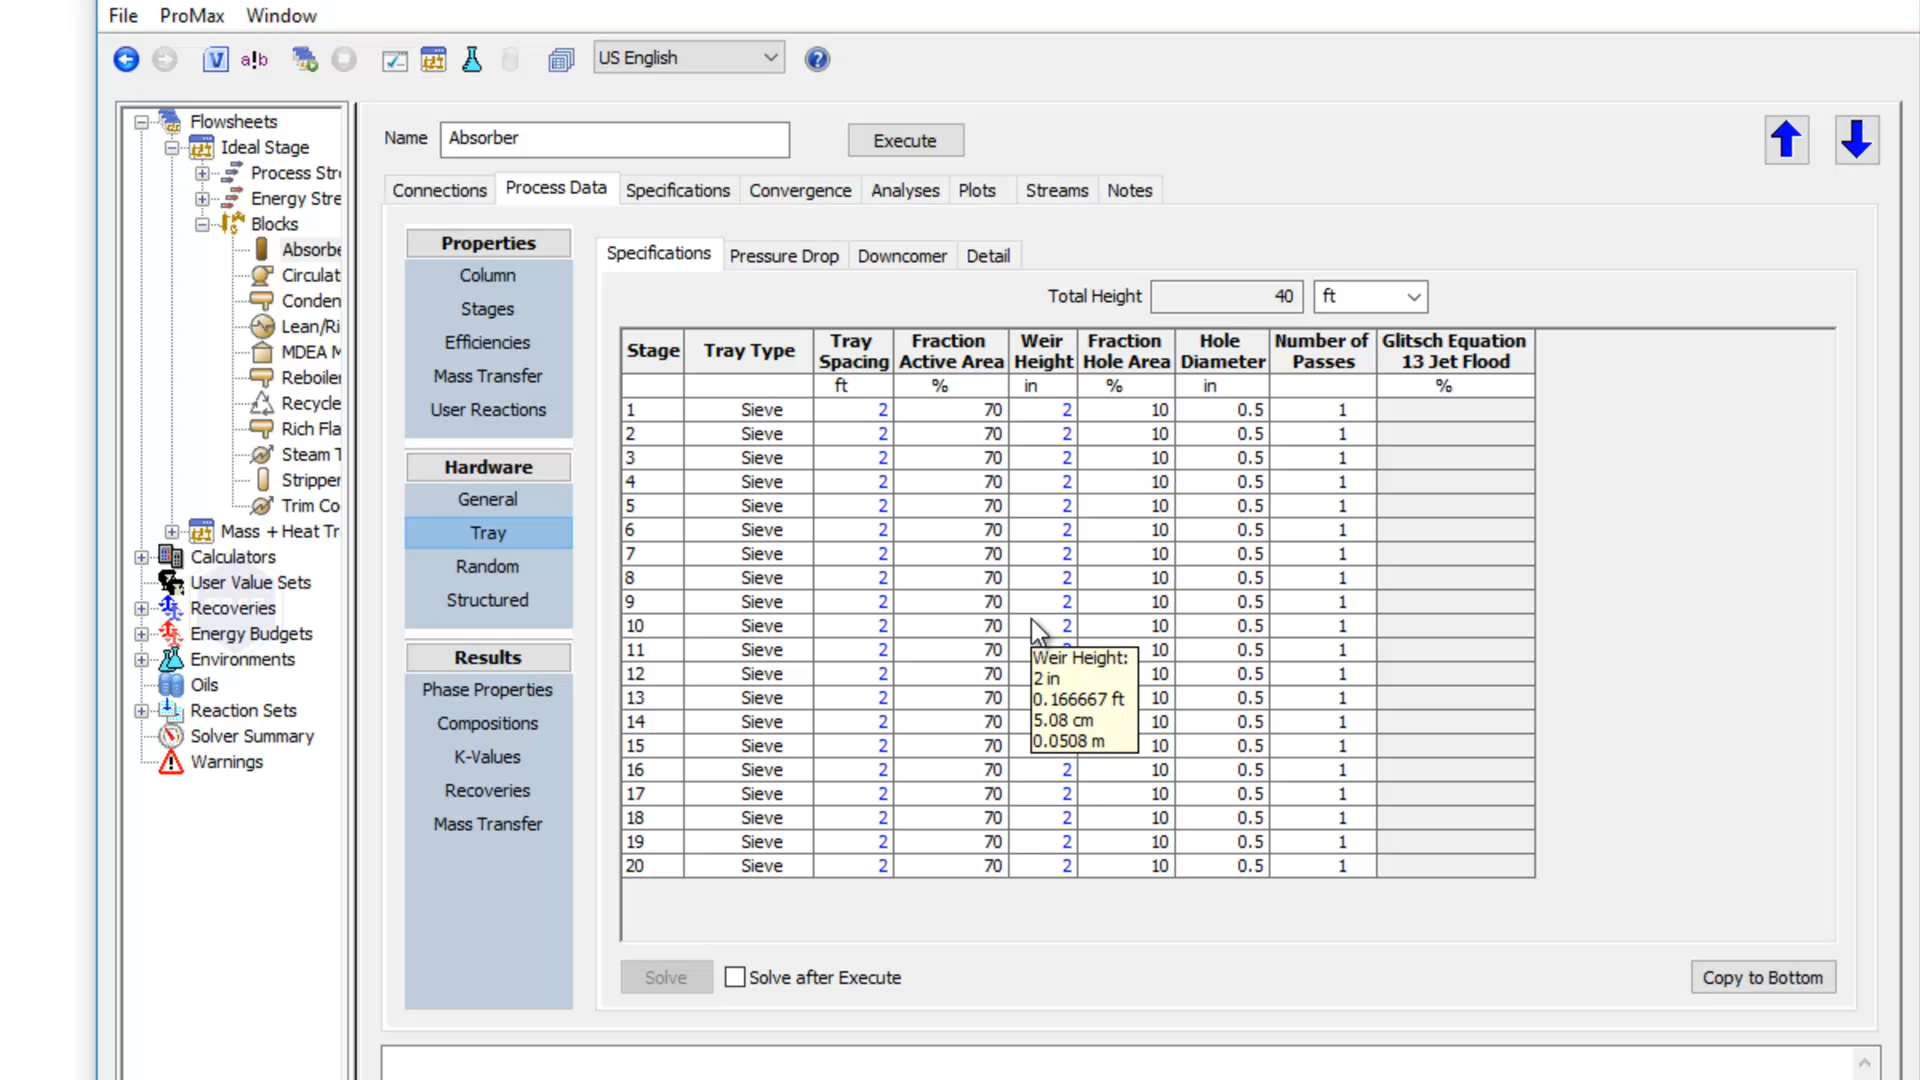 File ProMax Window
a!b US English
Flowsheets
Ideal Stage
Process Stre
Energy Stre
Blocks
Absorbe
Circulat
Conden
Lean/Ri
MDEA M
Reboiler
Recycle
Rich Fla
Steam T
Stripper
Trim Co
Mass + Heat Tr
Calculators
User Value Sets
Recoveries
Energy Budgets
Environments
Oils
Reaction Sets
Solver Summary
Warnings
Name Absorber Execute
Connections Process Data Specifications Convergence Analyses Plots Streams Notes
Properties
Column
Stages
Efficiencies
Mass Transfer
User Reactions
Hardware
General
Tray
Random
Structured
Results
Phase Properties
Compositions
K-Values
Recoveries
Mass Transfer
Specifications Pressure Drop Downcomer Detail
Total Height 40 ft
Stage Tray Type Tray Spacing Fraction Active Area Weir Height Fraction Hole Area Hole Diameter Number of Passes Glitsch Equation 13 Jet Flood
ft % in % in %
1 Sieve 2 70 2 10 0.5 1
2 Sieve 2 70 2 10 0.5 1
3 Sieve 2 70 2 10 0.5 1
4 Sieve 2 70 2 10 0.5 1
5 Sieve 2 70 2 10 0.5 1
6 Sieve 2 70 2 10 0.5 1
7 Sieve 2 70 2 10 0.5 1
8 Sieve 2 70 2 10 0.5 1
9 Sieve 2 70 2 10 0.5 1
10 Sieve 2 70 2 10 0.5 1
11 Sieve 2 70 10 0.5 1
12 Sieve 2 70 10 0.5 1
13 Sieve 2 70 10 0.5 1
14 Sieve 2 70 10 0.5 1
15 Sieve 2 70 10 0.5 1
16 Sieve 2 70 2 10 0.5 1
17 Sieve 2 70 2 10 0.5 1
18 Sieve 2 70 2 10 0.5 1
19 Sieve 2 70 2 10 0.5 1
20 Sieve 2 70 2 10 0.5 1
Weir Height:
2 in
0.166667 ft
5.08 cm
0.0508 m
Solve Solve after Execute Copy to Bottom